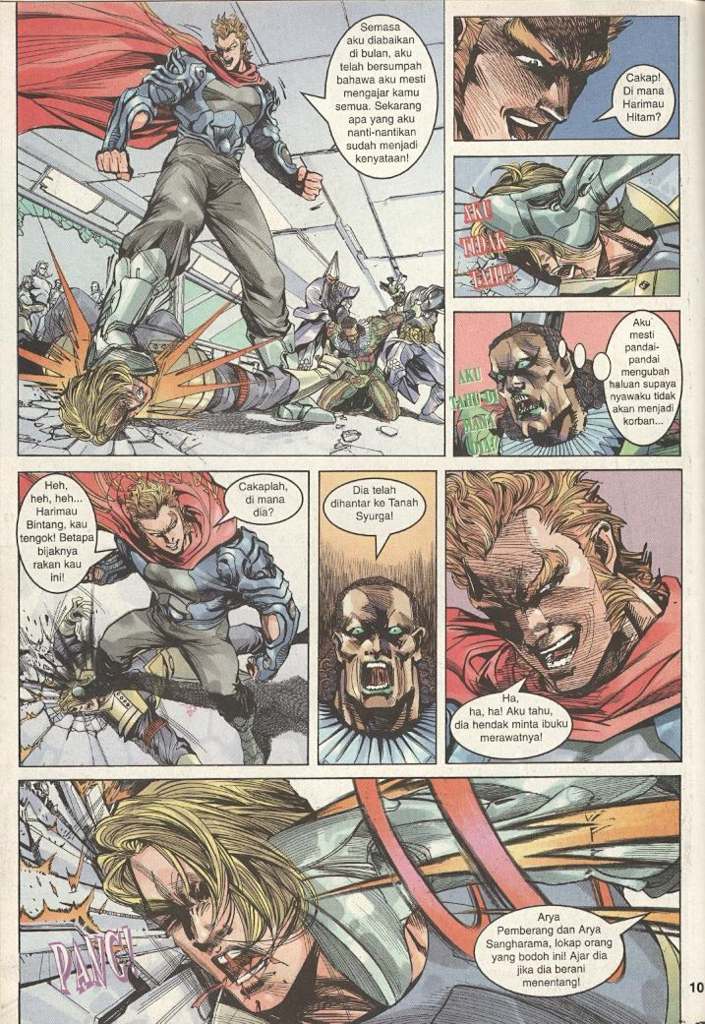 Semasa
aku diabaikan
di bulan, aku
telah bersumpah
bahawa aku mesti
mengajar kamu
semua. Sekarang
apa yang aku
nanti-nantikan
sudah menjadi
kenyataan!
Cakap!
Di mana
Harimau
Hitam?
AKU
TIDAK
Aku
mesti
pandai-
pandai
mengubah
haluan supaya
nyawaku tidak
akan menjadi
korban...
AKU
TAHU DI
MANA
DIA!
Heh,
heh, heh...
Harimau
Bintang, kau
tengok! Betapa
bijaknya
rakan kau
ini!
Cakaplah,
di mana
dia?
Dia telah
dihantar ke Tanah
Syurga!
Ha,
ha, ha! Aku tahu,
dia hendak minta ibuku
merawatnya!
PANG!
Arya
Pemberang dan Arya
Sangharama, lokap orang
yang bodoh ini! Ajar dia
jika dia berani
menentang!
10